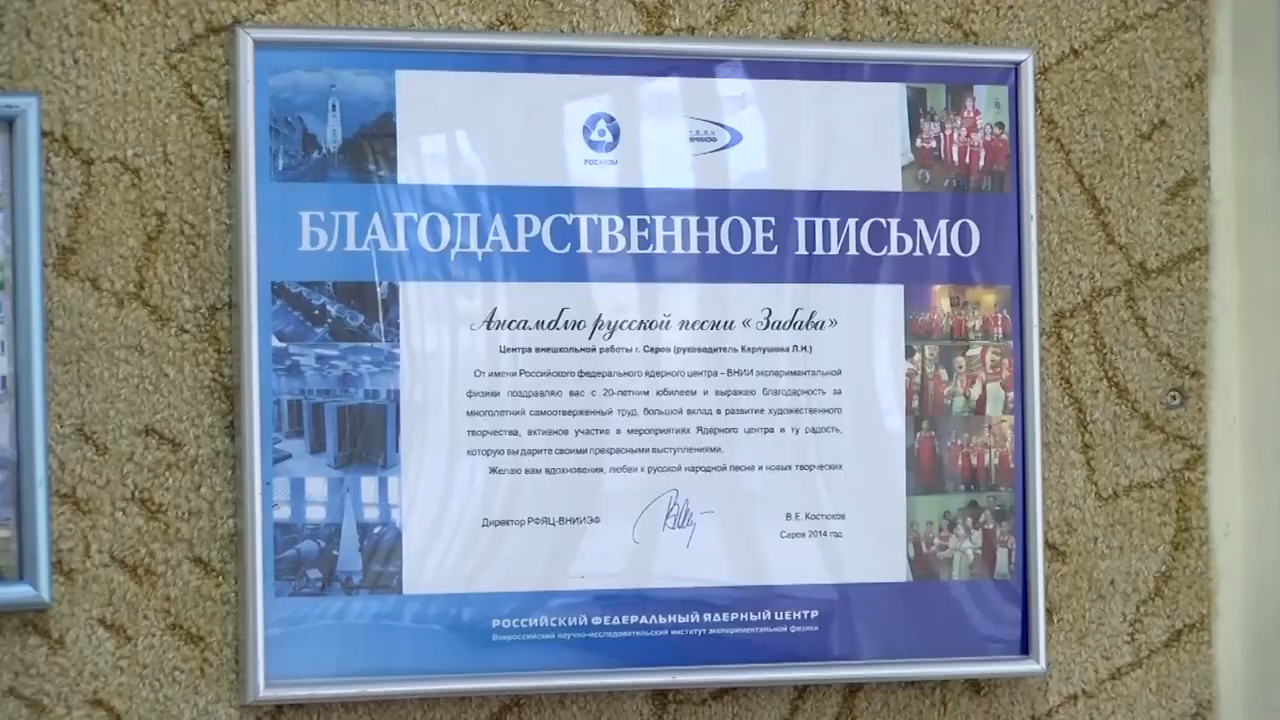 РОСАТОМ
БЛАГОДАРСТВЕННОЕ ПИСЬМО
Ансамблю русской песни «Забава»
Центра внешкольной работы г. Саров (руководитель Карпушова Л.Н.)
От имени Российского федерального ядерного центра – ВНИИ экспериментальной
физики поздравляю вас с 20-летним юбилеем и выражаю благодарность за
многолетний самоотверженный труд, большой вклад в развитие художественного
творчества, активное участие в мероприятиях Ядерного центра и ту радость,
которую вы дарите своими прекрасными выступлениями.
Желаю вам вдохновения, любви к русской народной песне и новых творческих
Директор РФЯЦ-ВНИИЭФ
В.Е. Костюков
Саров 2014 год
РОССИЙСКИЙ ФЕДЕРАЛЬНЫЙ ЯДЕРНЫЙ ЦЕНТР
Всероссийский научно-исследовательский институт экспериментальной физики